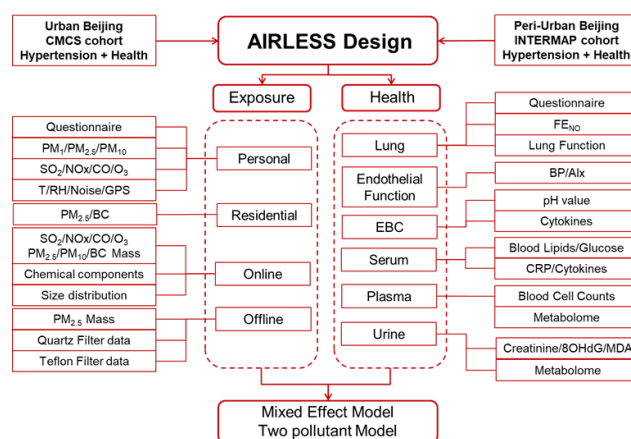 Urban Beijing
CMCS cohort
Hypertension + Health
AIRLESS Design
Peri-Urban Beijing
INTERMAP cohort
Hypertension + Health
Exposure
Health
Questionnaire
PM₁/PM₂.₅/PM₁₀
SO₂/NOx/CO/O₃
T/RH/Noise/GPS
Personal
PM₂.₅/BC
Residential
SO₂/NOx/CO/O₃
PM₂.₅/PM₁₀/BC Mass
Chemical components
Size distribution
Online
PM₂.₅ Mass
Quartz Filter data
Teflon Filter data
Offline
Lung
Questionnaire
FE_NO
Lung Function
Endothelial
Function
BP/AIx
EBC
pH value
Cytokines
Serum
Blood Lipids/Glucose
CRP/Cytokines
Plasma
Blood Cell Counts
Metabolome
Urine
Creatinine/8OHdG/MDA
Metabolome
Mixed Effect Model
Two pollutant Model